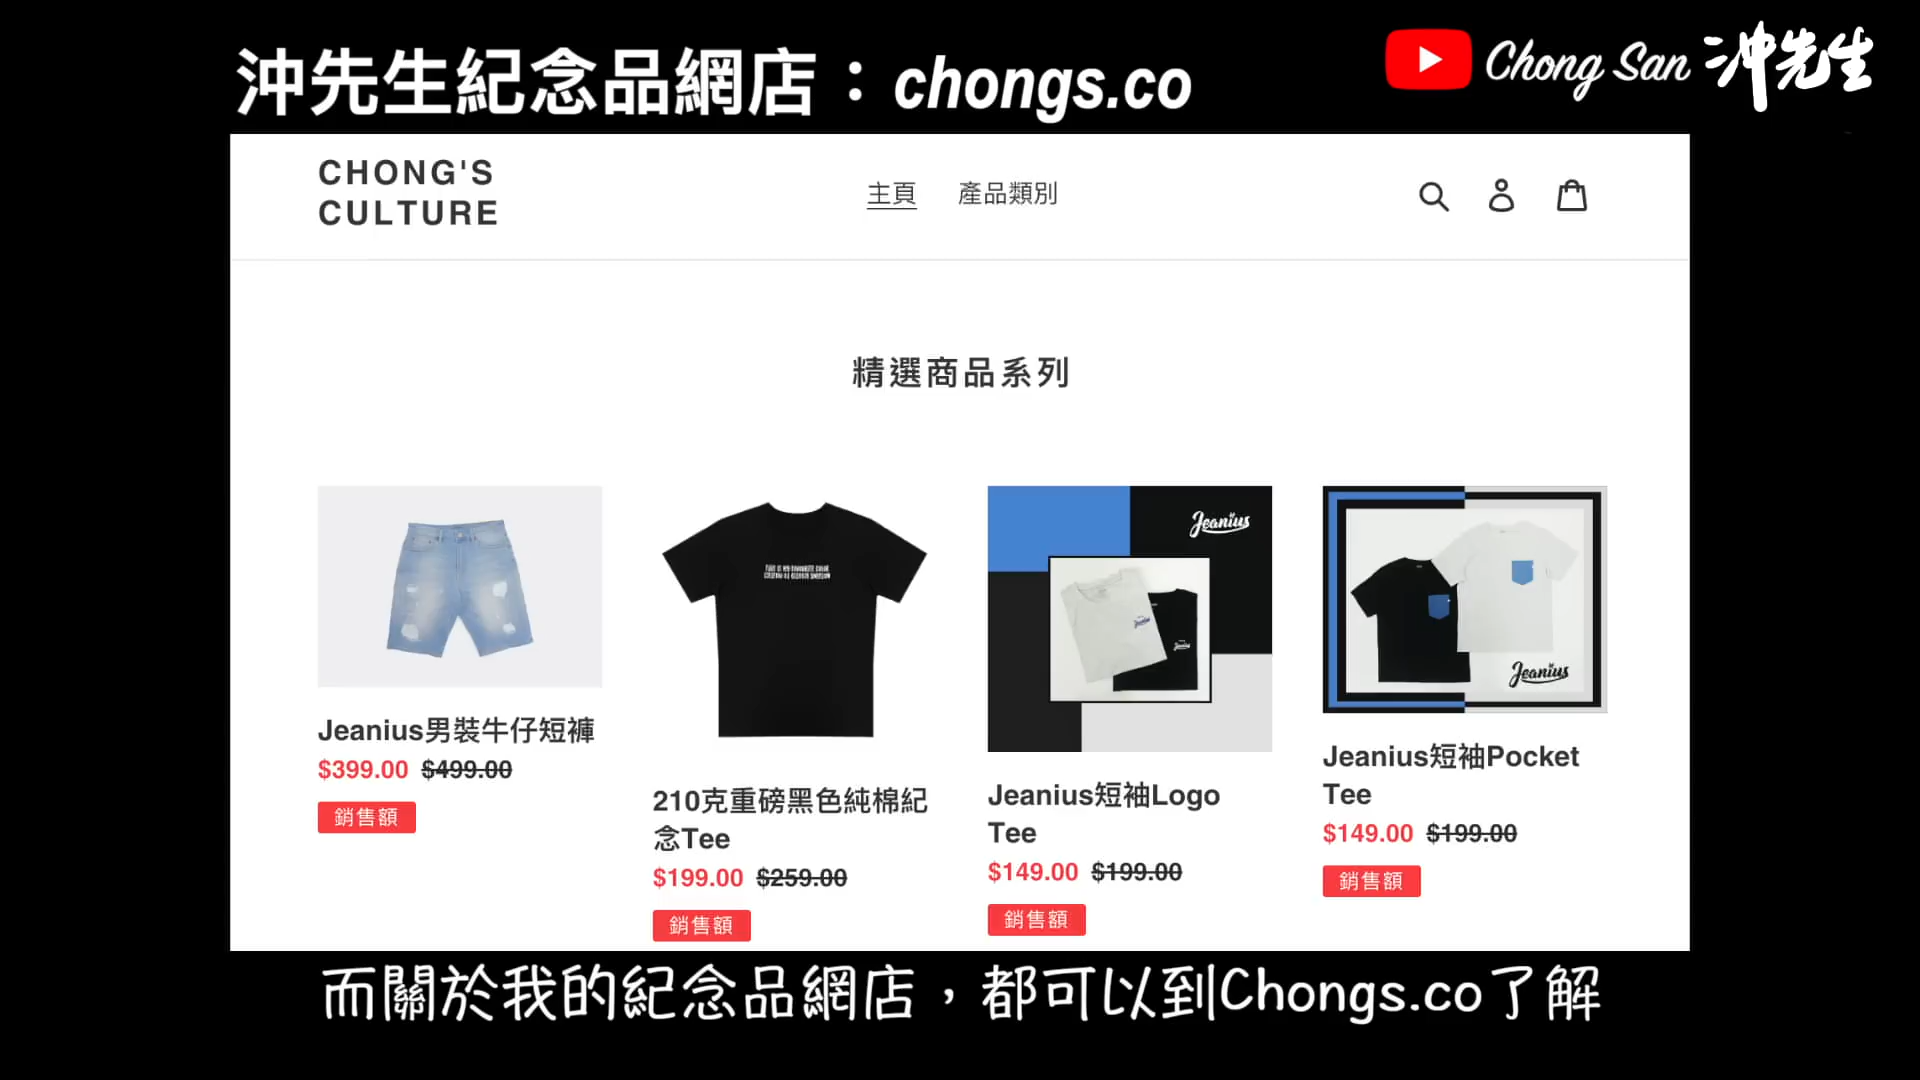 沖先生紀念品網店：chongs.co
Chong San 沖先生
CHONG'S
CULTURE
主頁
產品類別
精選商品系列
Jeanius
Jeanius
Jeanius
Jeanius
Jeanius男裝牛仔短褲
$399.00 $499.00
銷售額
210克重磅黑色純棉紀
念Tee
$199.00 $259.00
銷售額
Jeanius短袖Logo
Tee
$149.00 $199.00
銷售額
Jeanius短袖Pocket
Tee
$149.00 $199.00
銷售額
而關於我的紀念品網店，都可以到Chongs.co了解